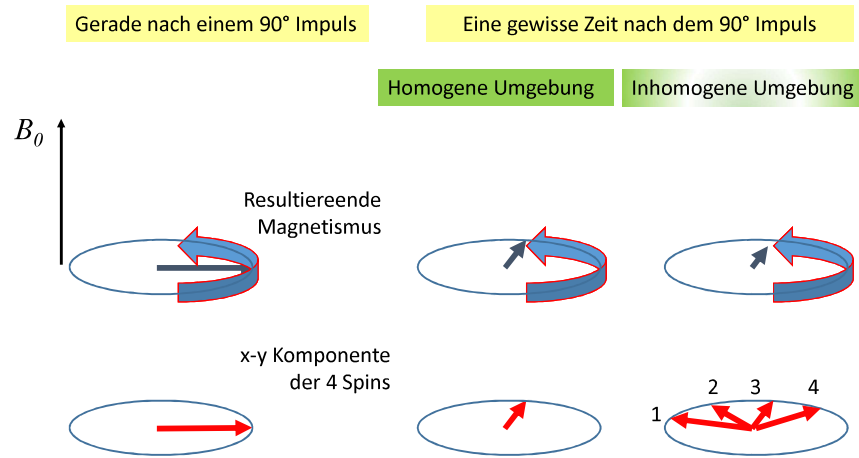 Gerade nach einem 90° Impuls
Eine gewisse Zeit nach dem 90° Impuls
Homogene Umgebung
Inhomogene Umgebung
B0
Resultiereende
Magnetismus
x-y Komponente
der 4 Spins
1
2
3
4